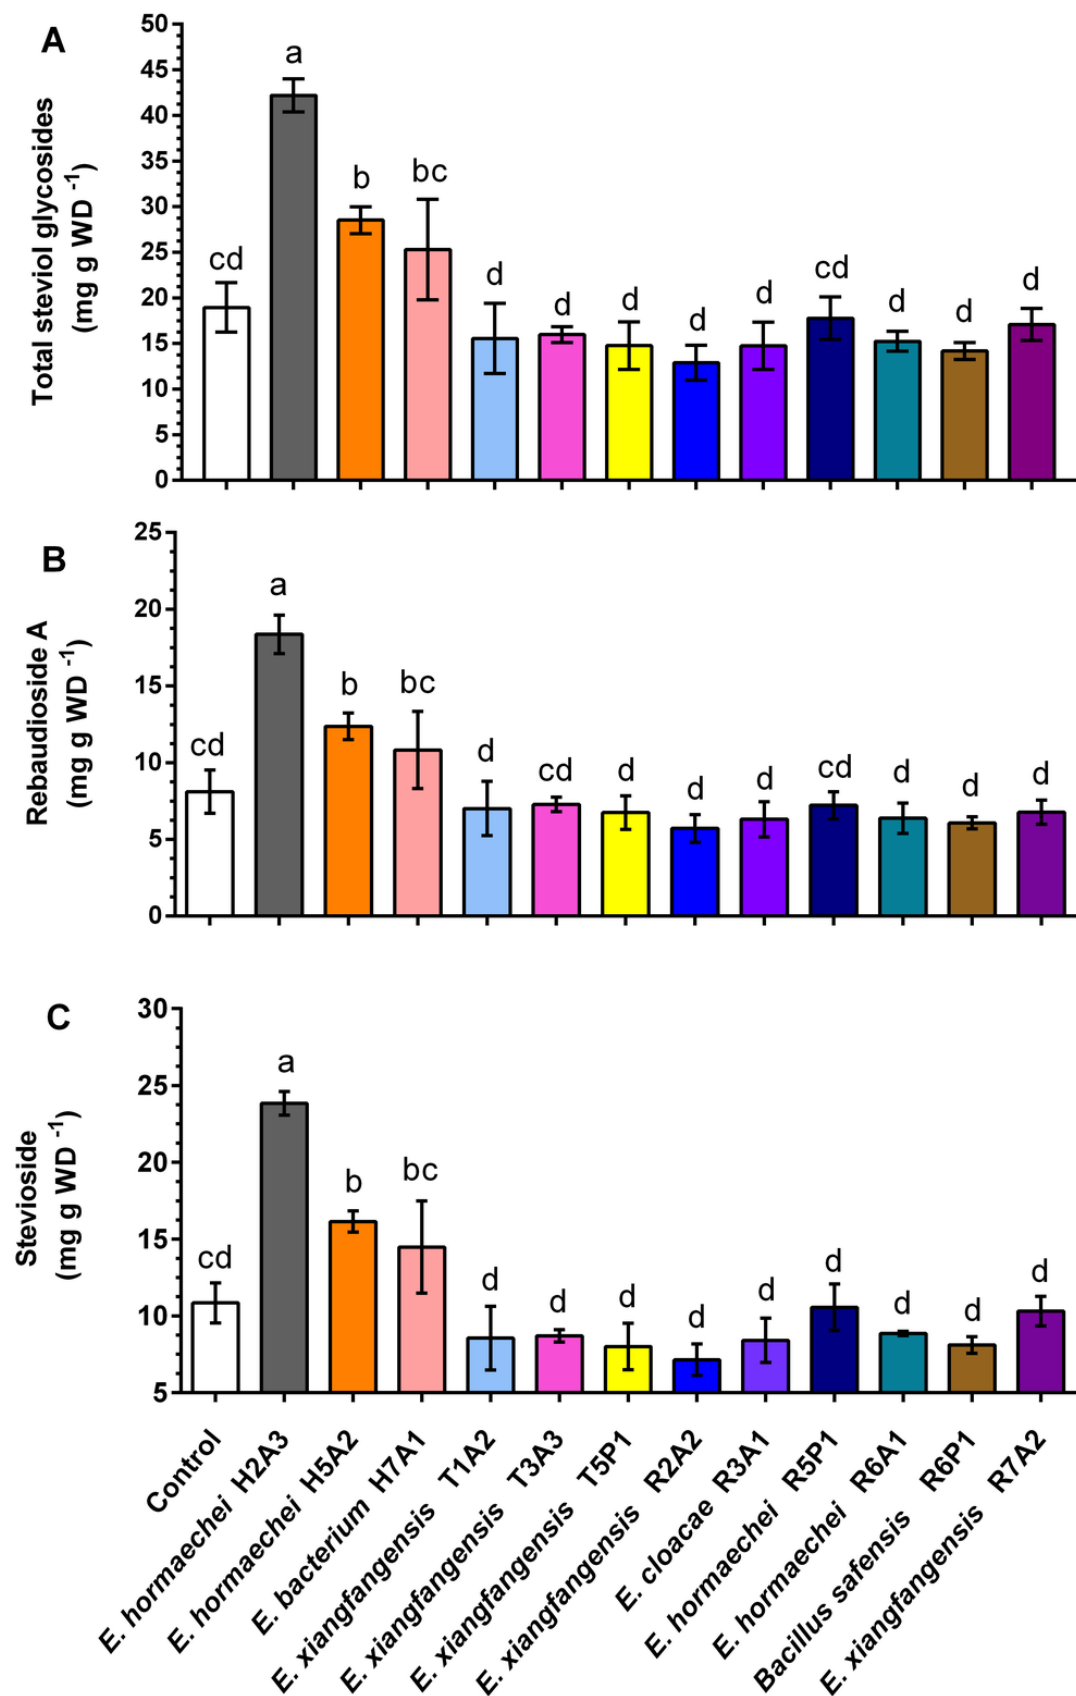 A
Total steviol glycosides
(mg g WD -1)
50
45
40
35
30
25
20
15
10
5
0
cd
a
b
bc
d
d
d
d
d
cd
d
d
d
B
Rebaudioside A
(mg g WD -1)
25
20
15
10
5
0
cd
a
b
bc
d
cd
d
d
d
cd
d
d
d
C
Stevioside
(mg g WD -1)
30
25
20
15
10
5
cd
a
b
bc
d
d
d
d
d
d
d
d
d
Control
E. hormaechei H2A3
E. hormaechei H5A2
E. bacterium H7A1
E. xiangfangensis T1A2
E. xiangfangensis T3A3
E. xiangfangensis T5P1
E. xiangfangensis R2A2
E. cloacae R3A1
E. hormaechei R5P1
E. hormaechei R6A1
Bacillus safensis R6P1
E. xiangfangensis R7A2